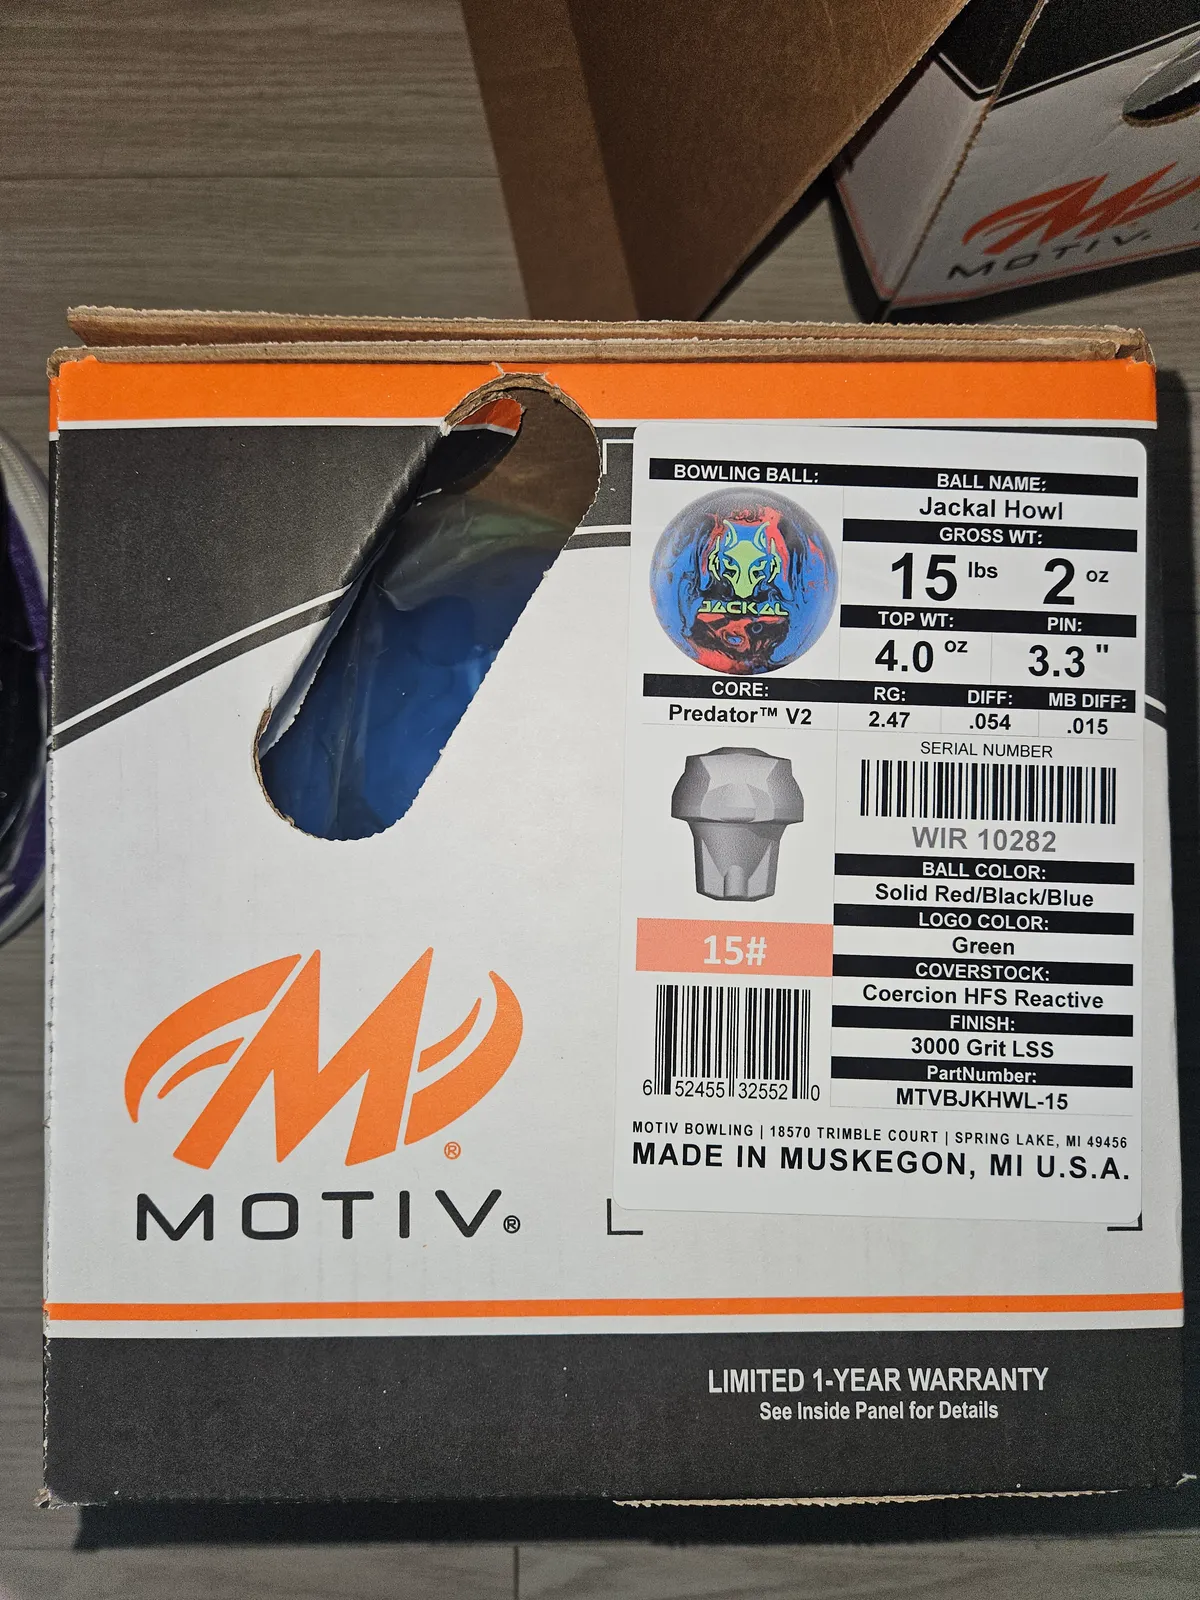 MOTIV.
BOWLING BALL:
BALL NAME:
Jackal Howl
GROSS WT:
15 lbs 2 oz
JACKAL
TOP WT: PIN:
4.0 oz 3.3 "
CORE: RG: DIFF: MB DIFF:
Predator™ V2 2.47 .054 .015
SERIAL NUMBER
WIR 10282
BALL COLOR:
Solid Red/Black/Blue
LOGO COLOR:
Green
15#
COVERSTOCK:
Coercion HFS Reactive
FINISH:
3000 Grit LSS
PartNumber:
MTVBJKHWL-15
6 52455 32552 0
MOTIV BOWLING | 18570 TRIMBLE COURT | SPRING LAKE, MI 49456
MADE IN MUSKEGON, MI U.S.A.
M®
MOTIV®
LIMITED 1-YEAR WARRANTY
See Inside Panel for Details